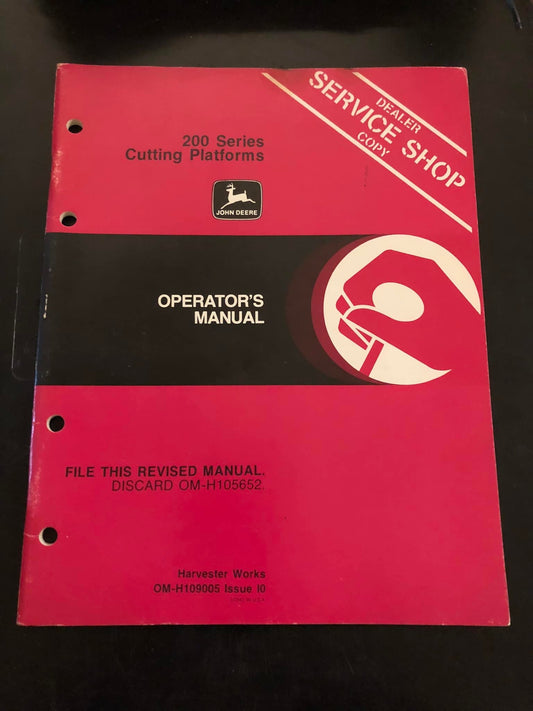 DEALER
SERVICE SHOP
COPY
200 Series
Cutting Platforms
JOHN DEERE
OPERATOR'S
MANUAL
FILE THIS REVISED MANUAL.
DISCARD OM-H105652.
Harvester Works
OM-H109005 Issue I0